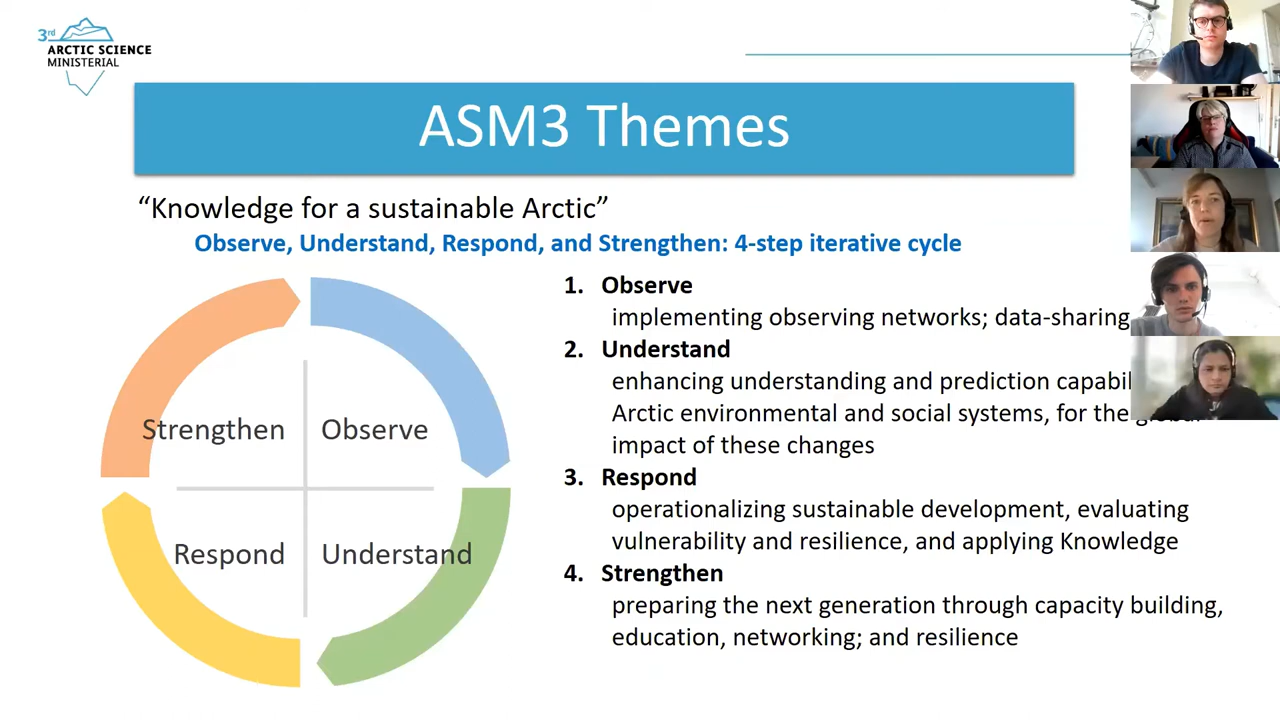 3rd
ARCTIC SCIENCE
MINISTERIAL
ASM3 Themes
“Knowledge for a sustainable Arctic”
Observe, Understand, Respond, and Strengthen: 4-step iterative cycle
Strengthen
Observe
Respond
Understand
1. Observe
implementing observing networks; data-sharing
2. Understand
enhancing understanding and prediction
Arctic environmental and social systems, for the global
impact of these changes
3. Respond
operationalizing sustainable development, evaluating
vulnerability and resilience, and applying Knowledge
4. Strengthen
preparing the next generation through capacity building,
education, networking; and resilience